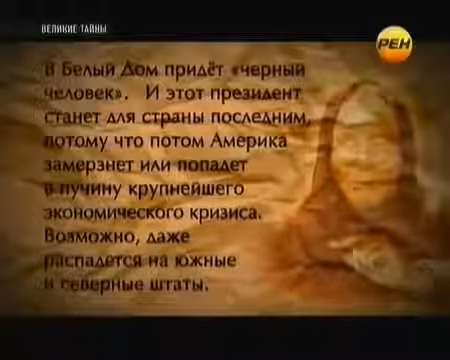 ВЕЛИКИЕ ТАЙНЫ
РЕН
В Белый Дом придёт «черный
человек». И этот президент
станет для страны последним,
потому что потом Америка
замерзнет или попадет
в пучину крупнейшего
экономического кризиса.
Возможно, даже
распадется на южные
и северные штаты.